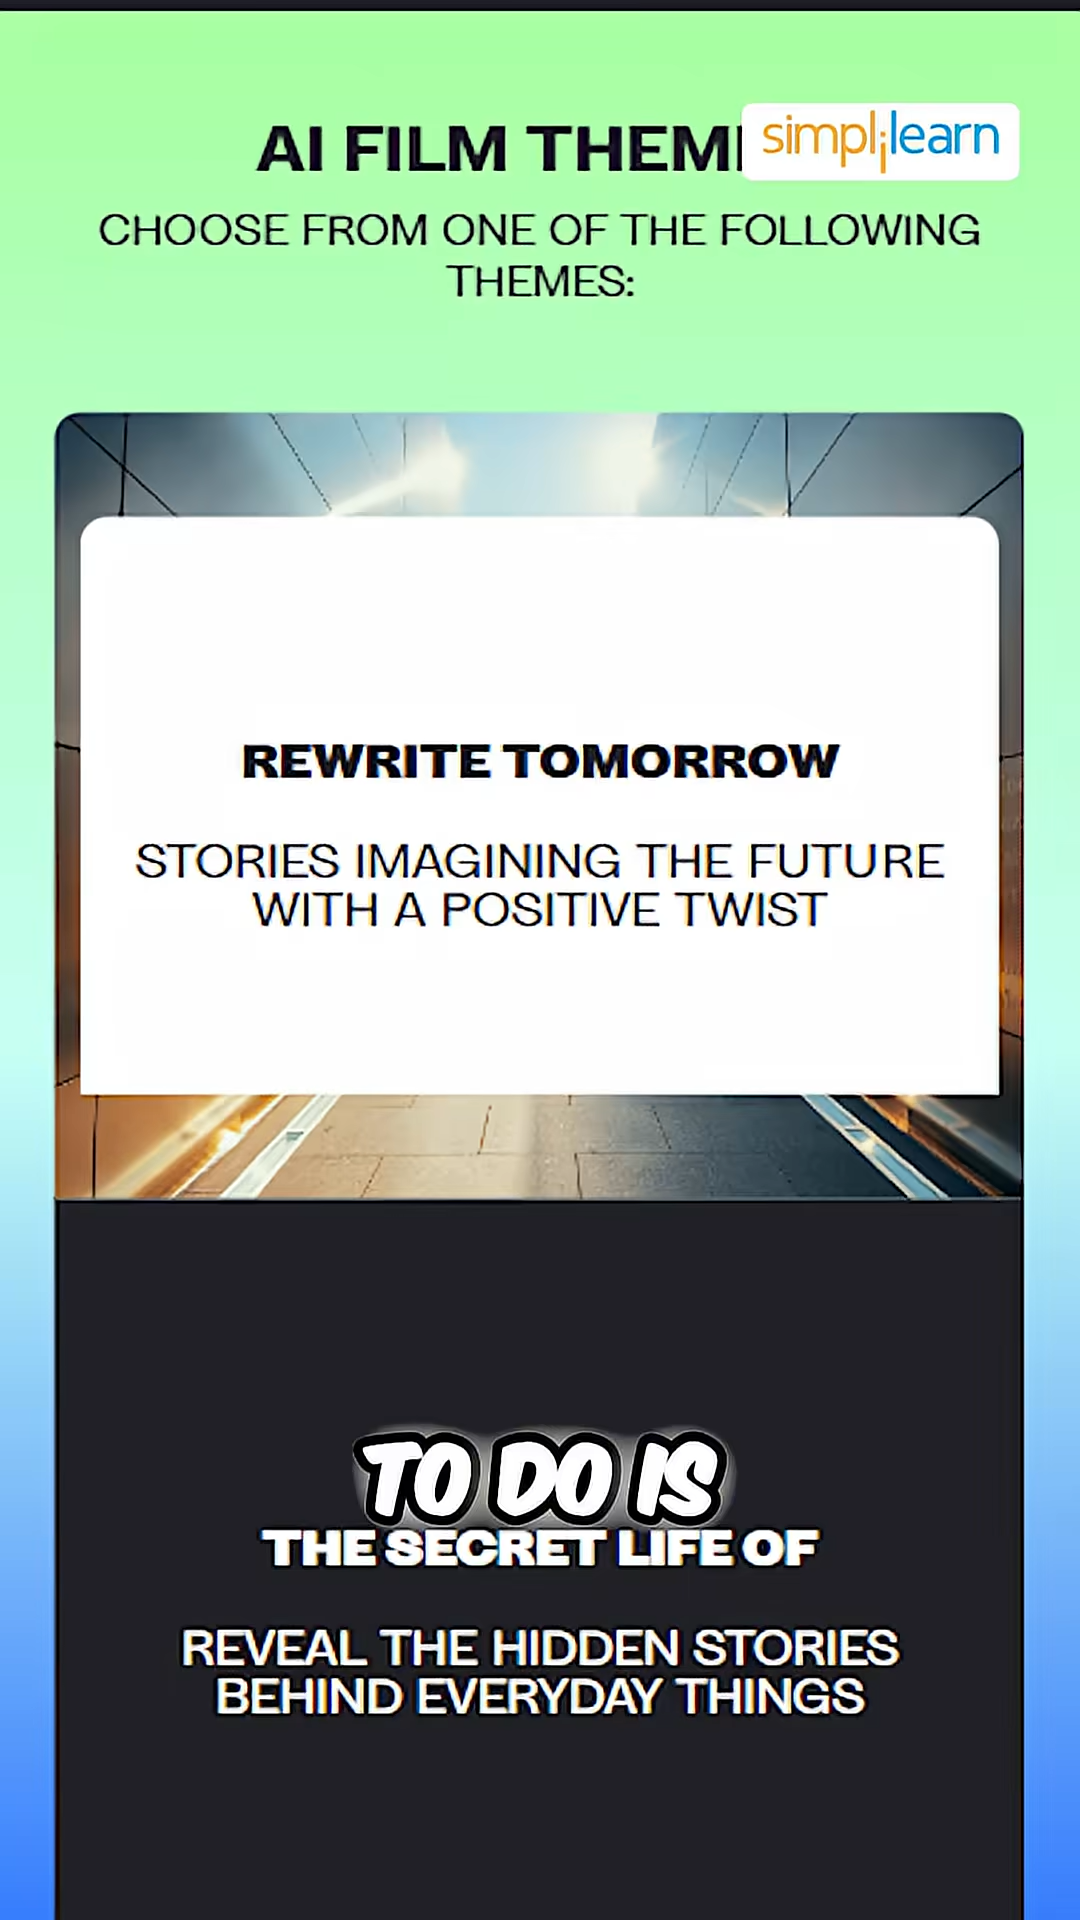 AI FILM THEM
simplilearn
CHOOSE FROM ONE OF THE FOLLOWING
THEMES:
REWRITE TOMORROW
STORIES IMAGINING THE FUTURE
WITH A POSITIVE TWIST
TO DO IS
THE SECRET LIFE OF
REVEAL THE HIDDEN STORIES
BEHIND EVERYDAY THINGS